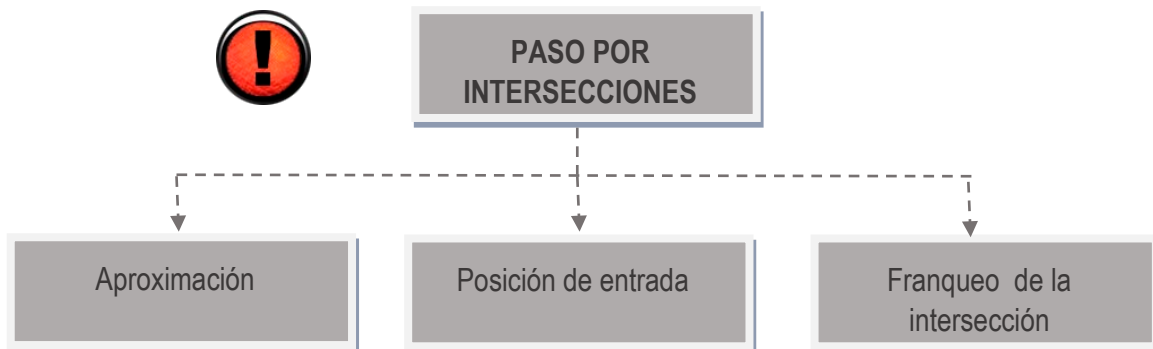 PASO POR
INTERSECCIONES
Aproximación
Posición de entrada
Franqueo de la
intersección